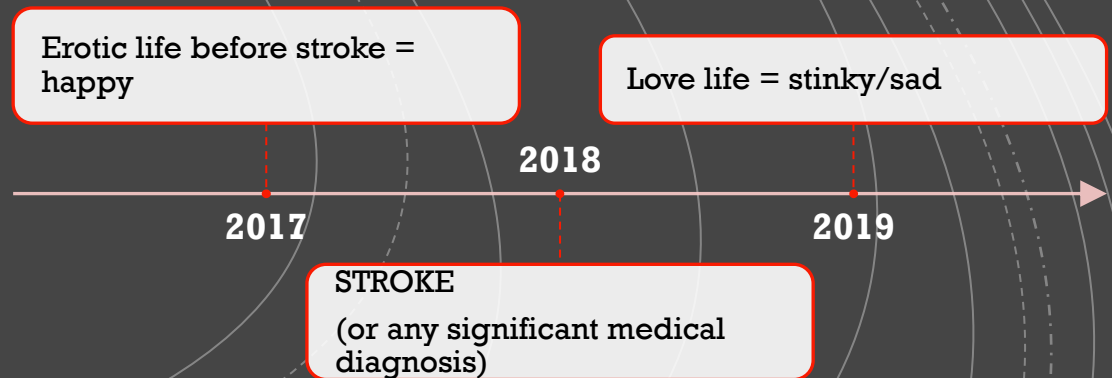 Erotic life before stroke =
happy
Love life = stinky/sad
2018
2017
2019
STROKE
(or any significant medical
diagnosis)